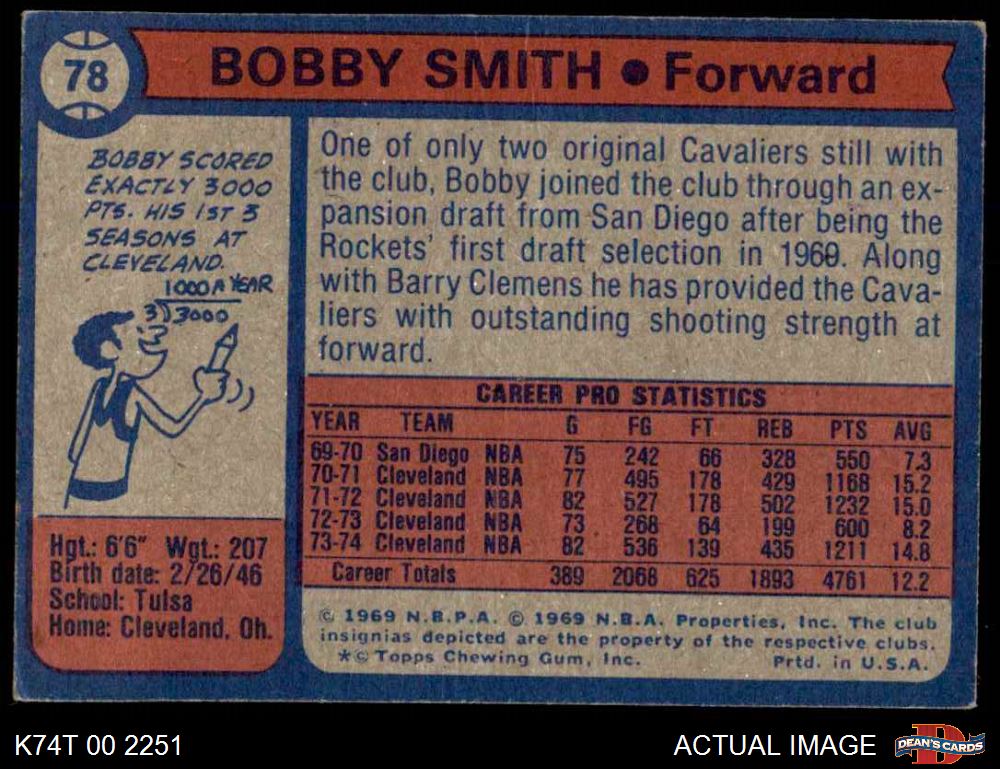 78
BOBBY SMITH • Forward
BOBBY SCORED
EXACTLY 3000
PTS. HIS 1ST 3
SEASONS AT
CLEVELAND.
1000 A YEAR
3)3000
Hgt.: 6'6" Wgt.: 207
Birth date: 2/26/46
School: Tulsa
Home: Cleveland, Oh.
One of only two original Cavaliers still with
the club, Bobby joined the club through an ex-
pansion draft from San Diego after being the
Rockets' first draft selection in 1969. Along
with Barry Clemens he has provided the Cava-
liers with outstanding shooting strength at
forward.
CAREER PRO STATISTICS
YEAR TEAM G FG FT REB PTS AVG
69-70 San Diego NBA 75 242 66 328 550 7.3
70-71 Cleveland NBA 77 495 178 429 1168 15.2
71-72 Cleveland NBA 82 527 178 502 1232 15.0
72-73 Cleveland NBA 73 268 64 199 600 8.2
73-74 Cleveland NBA 82 536 139 435 1211 14.8
Career Totals 389 2068 625 1893 4761 12.2
© 1969 N.B.P.A. © 1969 N.B.A. Properties, Inc. The club
insignias depicted are the property of the respective clubs.
*© Topps Chewing Gum, Inc. Prtd. in U.S.A.
K74T 00 2251
ACTUAL IMAGE
D
DEAN'S CARDS